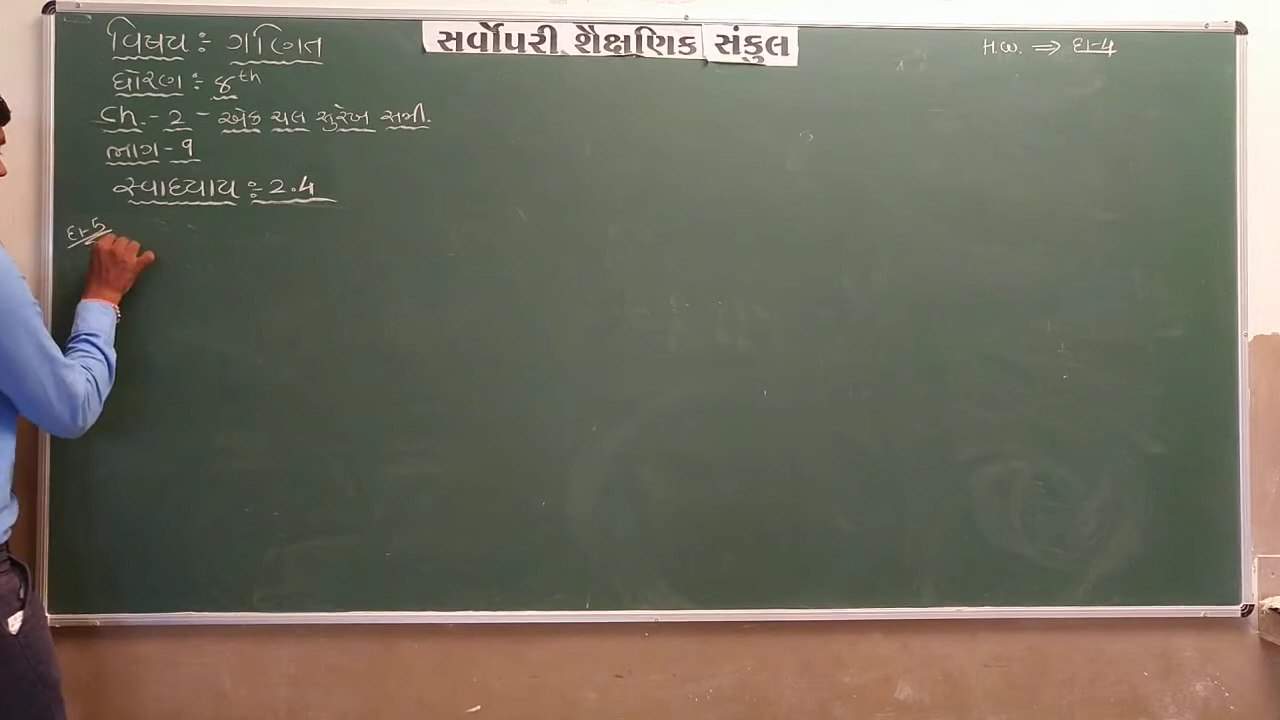 સર્વોપરી શૈક્ષણિક સંકુલ
H.W. ⇒ દા-4
વિષય : ગણિત
ધોરણ : 8th
Ch. - 2 - એક ચલ સુરેખ સમી.
ભાગ - 1
સ્વાધ્યાય : 2.4
દા-5